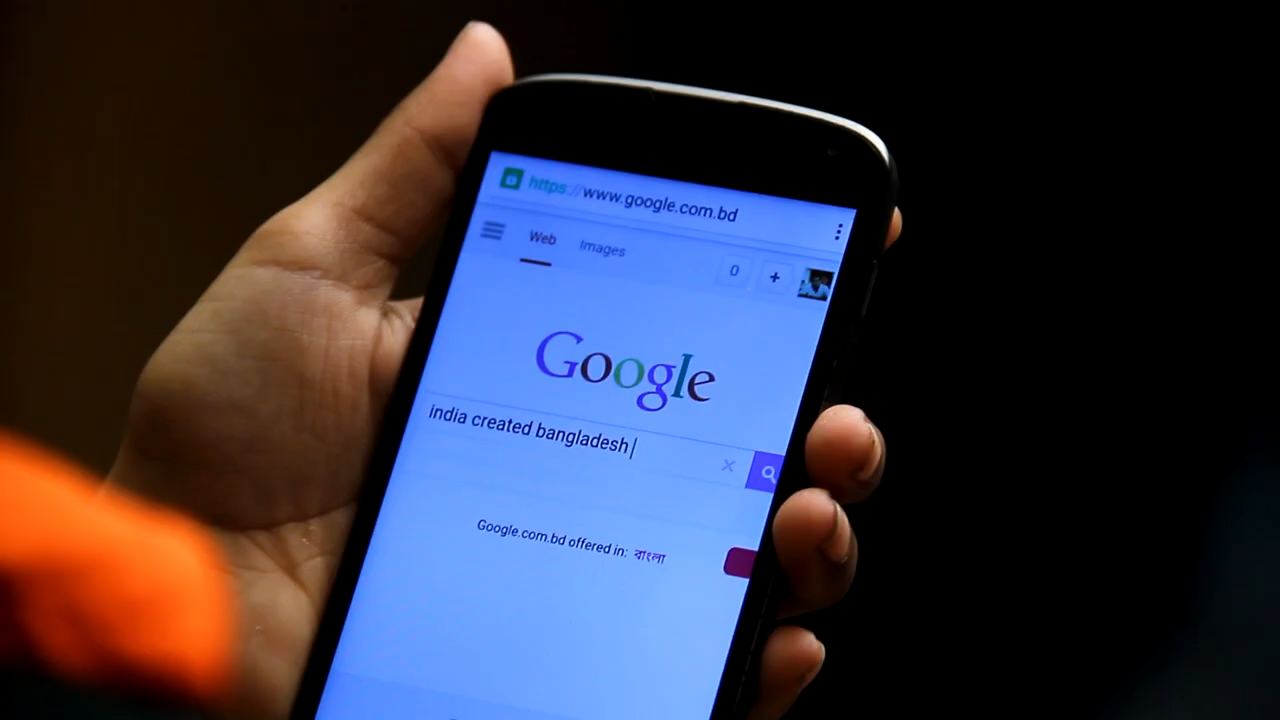 https://www.google.com.bd
Web Images 0 +
Google
india created bangladesh
Google.com.bd offered in: বাংলা